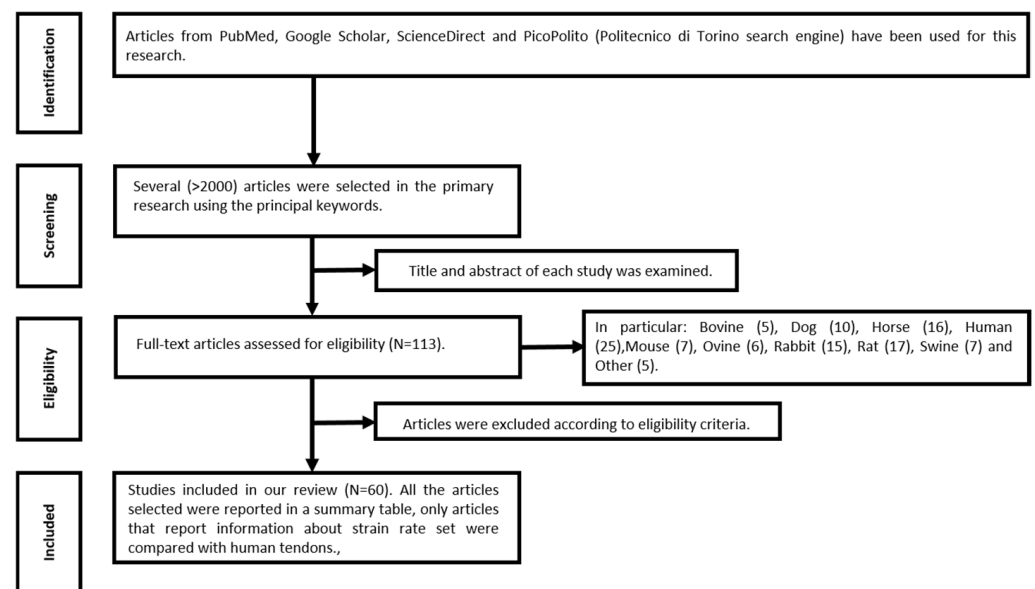 Identification
Articles from PubMed, Google Scholar, ScienceDirect and PicoPolito (Politecnico di Torino search engine) have been used for this
research.
Screening
Several (>2000) articles were selected in the primary
research using the principal keywords.
Title and abstract of each study was examined.
Eligibility
Full-text articles assessed for eligibility (N=113).
In particular: Bovine (5), Dog (10), Horse (16), Human
(25),Mouse (7), Ovine (6), Rabbit (15), Rat (17), Swine (7) and
Other (5).
Articles were excluded according to eligibility criteria.
Included
Studies included in our review (N=60). All the articles
selected were reported in a summary table, only articles
that report information about strain rate set were
compared with human tendons.,